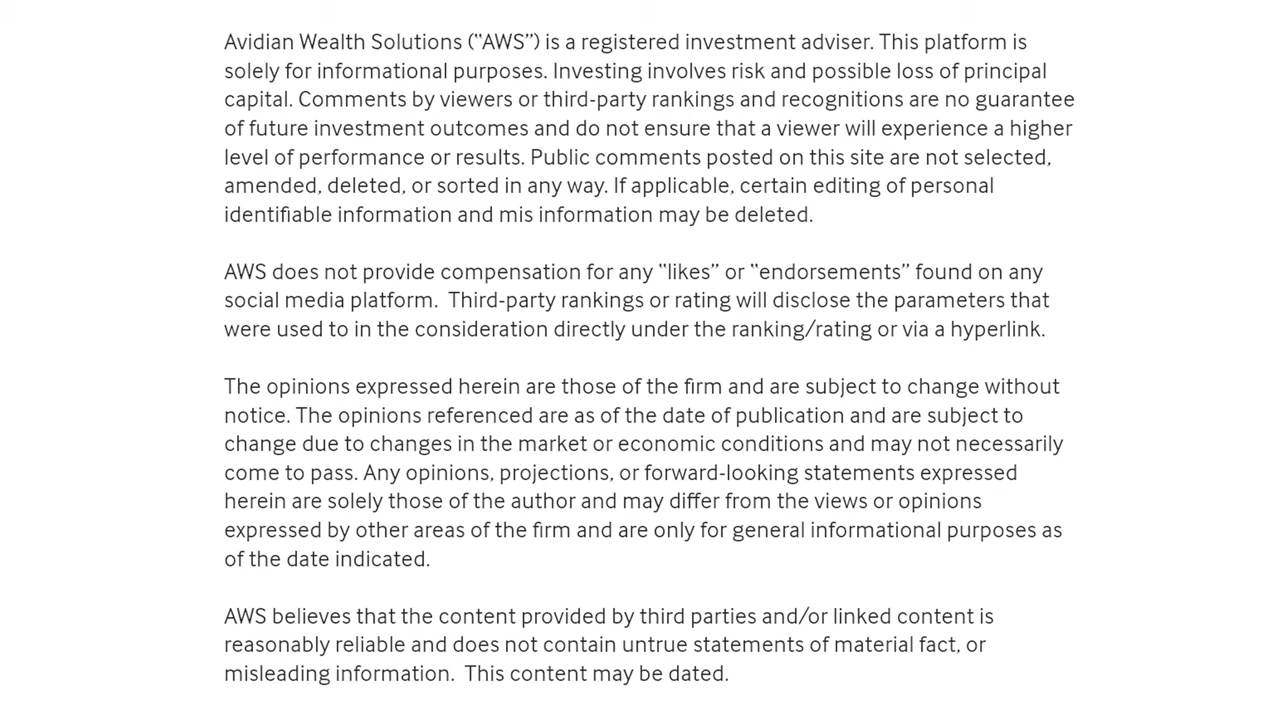 Avidian Wealth Solutions (“AWS”) is a registered investment adviser. This platform is
solely for informational purposes. Investing involves risk and possible loss of principal
capital. Comments by viewers or third-party rankings and recognitions are no guarantee
of future investment outcomes and do not ensure that a viewer will experience a higher
level of performance or results. Public comments posted on this site are not selected,
amended, deleted, or sorted in any way. If applicable, certain editing of personal
identifiable information and mis information may be deleted.
AWS does not provide compensation for any “likes” or “endorsements” found on any
social media platform.  Third-party rankings or rating will disclose the parameters that
were used to in the consideration directly under the ranking/rating or via a hyperlink.
The opinions expressed herein are those of the firm and are subject to change without
notice. The opinions referenced are as of the date of publication and are subject to
change due to changes in the market or economic conditions and may not necessarily
come to pass. Any opinions, projections, or forward-looking statements expressed
herein are solely those of the author and may differ from the views or opinions
expressed by other areas of the firm and are only for general informational purposes as
of the date indicated.
AWS believes that the content provided by third parties and/or linked content is
reasonably reliable and does not contain untrue statements of material fact, or
misleading information.  This content may be dated.